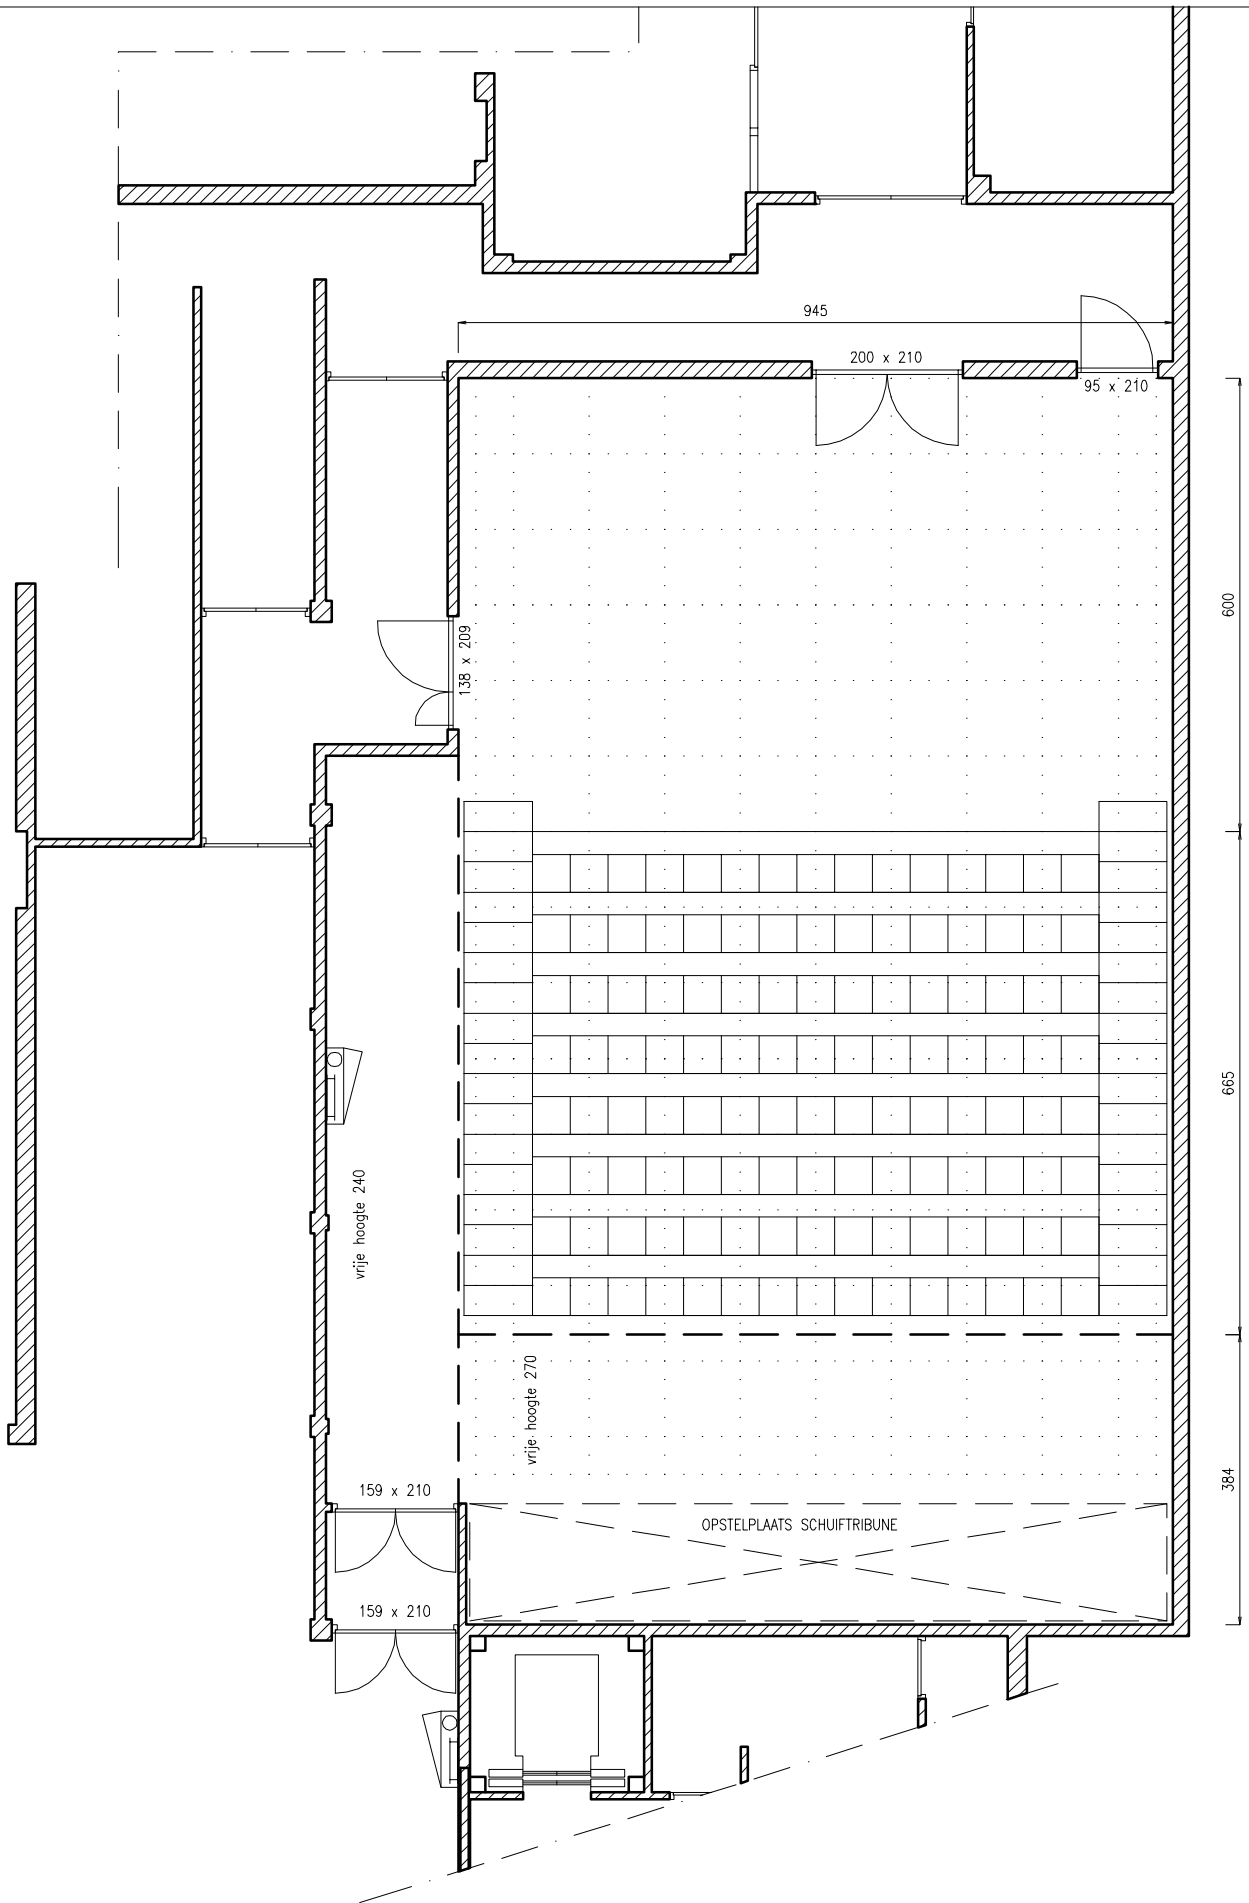 945
200 x 210
95 x 210
600
138 x 209
665
vrije hoogte 240
vrije hoogte 270
384
159 x 210
OPSTELPLAATS SCHUIFTRIBUNE
159 x 210